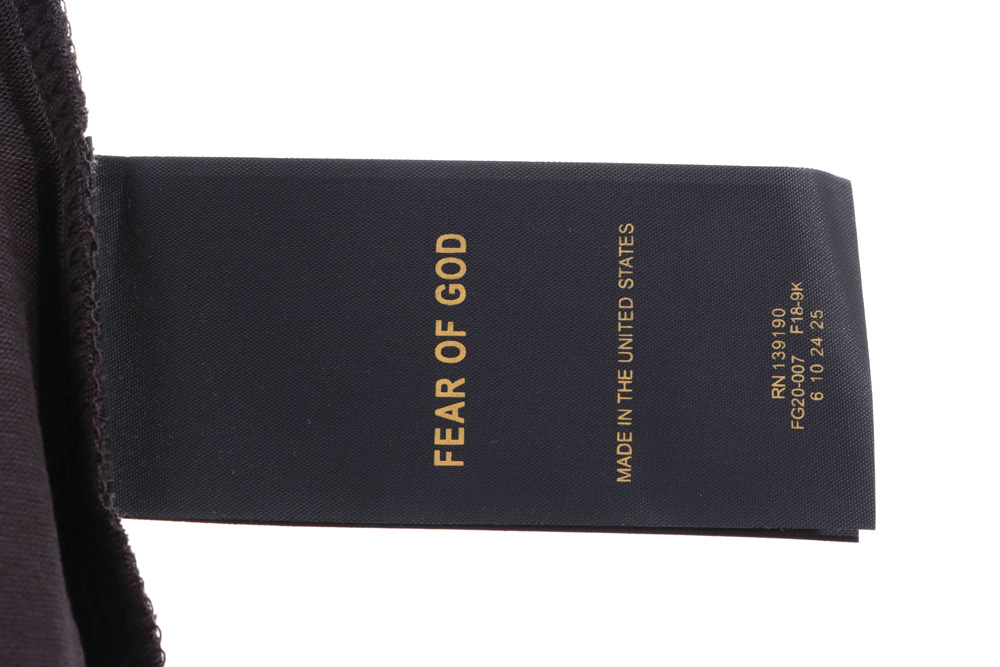 FEAR OF GOD
MADE IN THE UNITED STATES
RN 139190
FG20-007 F18-9K
6 10 24 25